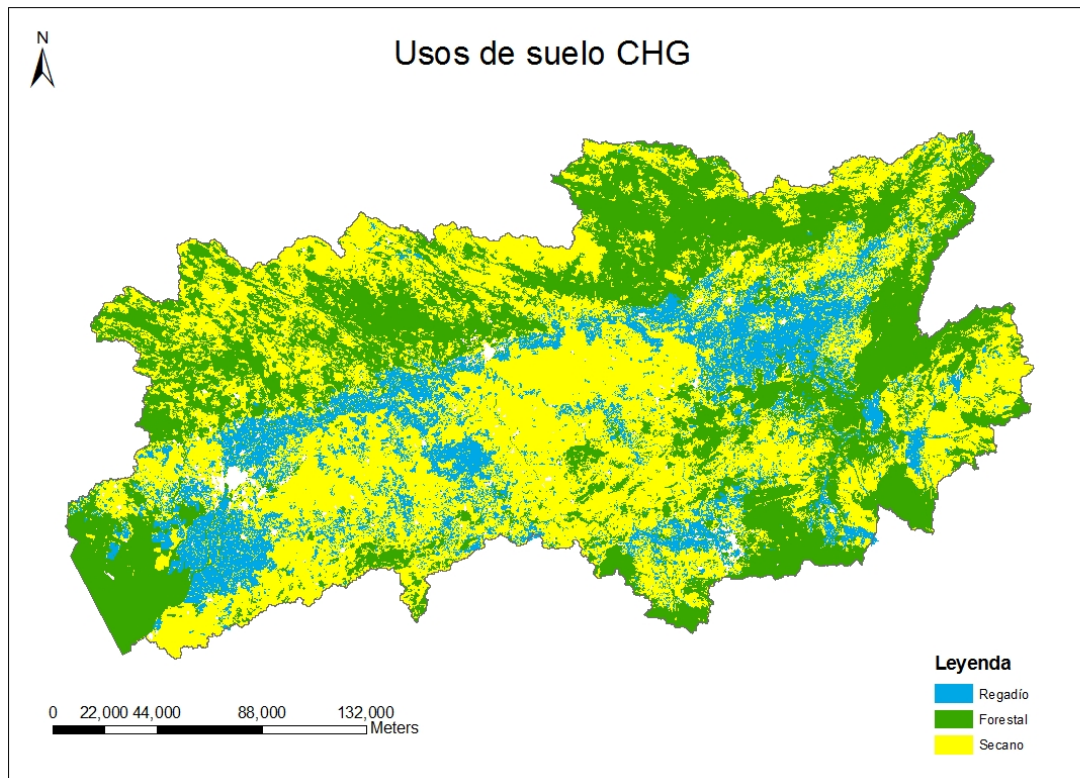 N
Usos de suelo CHG
Leyenda
Regadío
Forestal
Secano
0 22,000 44,000 88,000 132,000
Meters